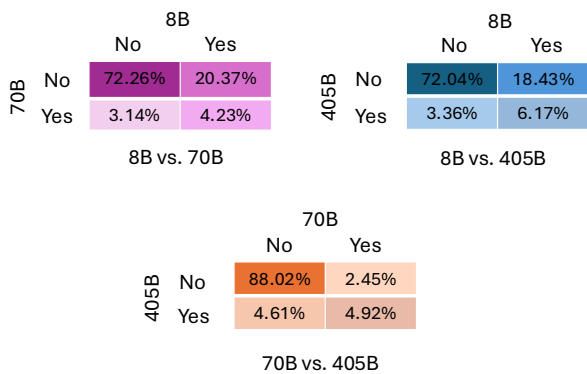 8B
No Yes
70B
No 72.26% 20.37%
Yes 3.14% 4.23%
8B vs. 70B
8B
No Yes
405B
No 72.04% 18.43%
Yes 3.36% 6.17%
8B vs. 405B
70B
No Yes
405B
No 88.02% 2.45%
Yes 4.61% 4.92%
70B vs. 405B